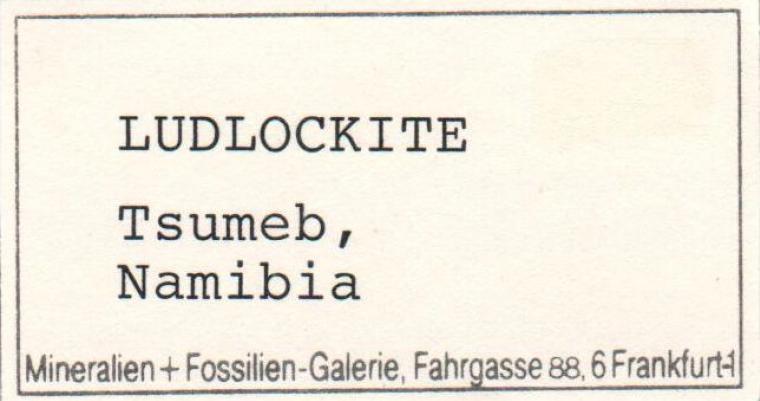 LUDLOCKITE
Tsumeb,
Namibia
Mineralien + Fossilien-Galerie, Fahrgasse 88, 6 Frankfurt-1